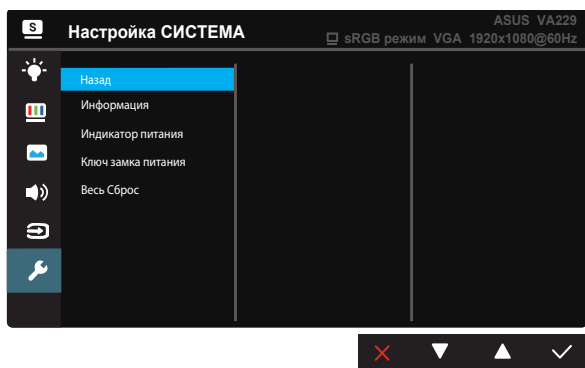 S
Настройка СИСТЕМА
ASUS VA229
sRGB режим VGA 1920x1080@60Hz
Назад
Информация
Индикатор питания
Ключ замка питания
Весь Сброс